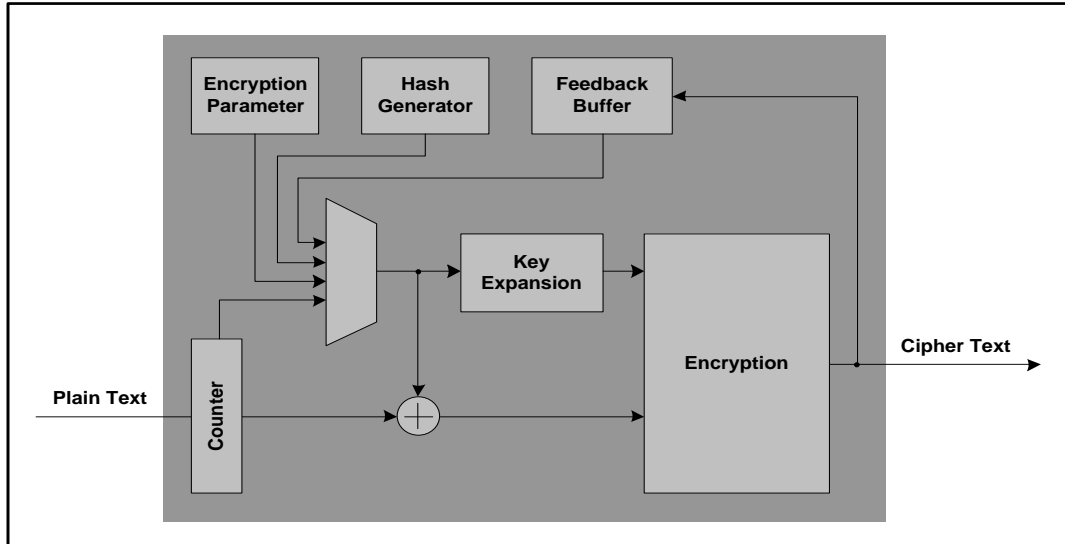 Encryption
Parameter
Hash
Generator
Feedback
Buffer
Key
Expansion
Encryption
Cipher Text
Plain Text
Counter